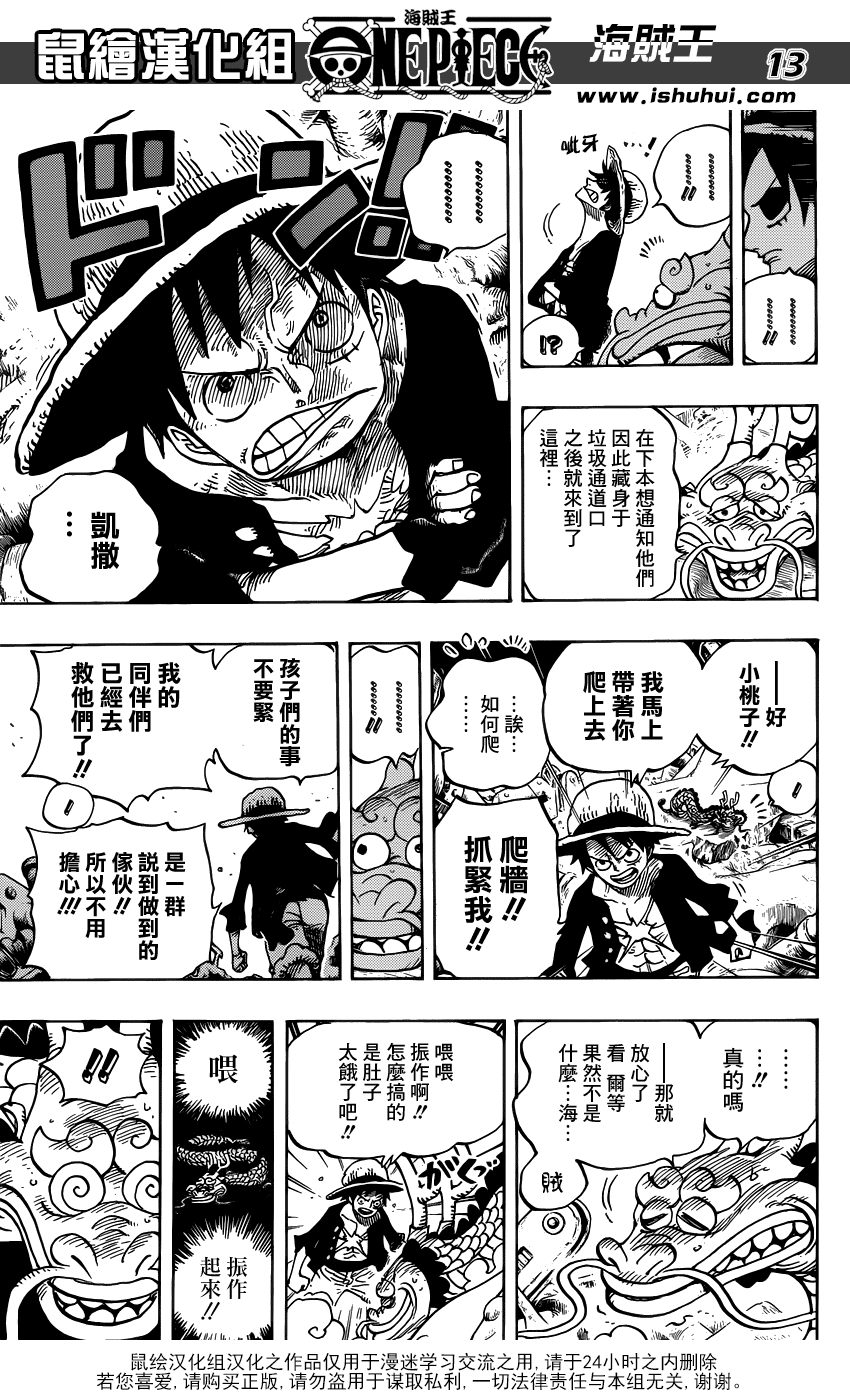 鼠繪漢化組
海賊王
ONE PIECE
海賊王
13
www.ishuhui.com
………
………!!
呲牙
…!
!?
ドン!!
………
………
凱撒
…
在下本想通知他們
因此藏身于
垃圾通道口
之後就來到了
這裡…
——好
小桃子!!
我馬上
帶著你
爬上去
…誒…
如何爬
……
爬牆!!
抓緊我!!
………!!
孩子們的事
不要緊
我的
同伴們
已經去
救他們了!!
是一群
説到做到的
傢伙!!
所以不用
擔心!!!
……
…!!
真的嗎
——那就
放心了
看 爾等
果然不是
什麼…海…
賊
喂喂
振作啊!!
怎麼搞的
是肚子
太餓了吧!!
がくっ…
喂
振作
起來!!
!!
鼠绘汉化组汉化之作品仅用于漫迷学习交流之用,请于24小时之内删除
若您喜爱,请购买正版,请勿盗用于谋取私利,一切法律责任与本组无关,谢谢。